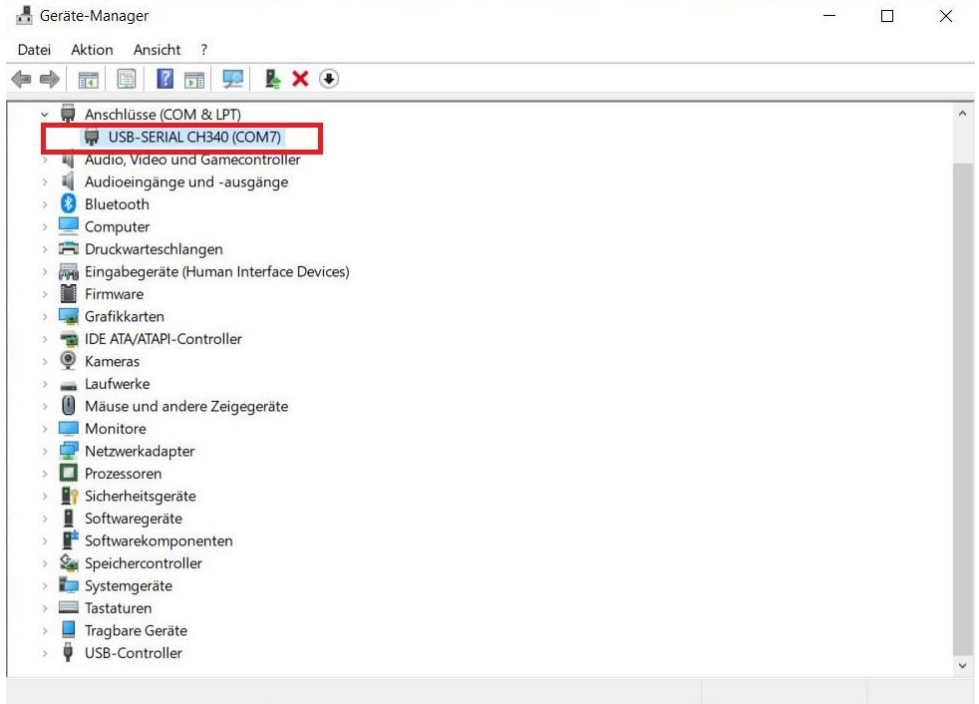 Geräte-Manager
Datei Aktion Ansicht ?
Anschlüsse (COM & LPT)
USB-SERIAL CH340 (COM7)
Audio, Video und Gamecontroller
Audioeingänge und -ausgänge
Bluetooth
Computer
Druckwarteschlangen
Eingabegeräte (Human Interface Devices)
Firmware
Grafikkarten
IDE ATA/ATAPI-Controller
Kameras
Laufwerke
Mäuse und andere Zeigegeräte
Monitore
Netzwerkadapter
Prozessoren
Sicherheitsgeräte
Softwaregeräte
Softwarekomponenten
Speichercontroller
Systemgeräte
Tastaturen
Tragbare Geräte
USB-Controller